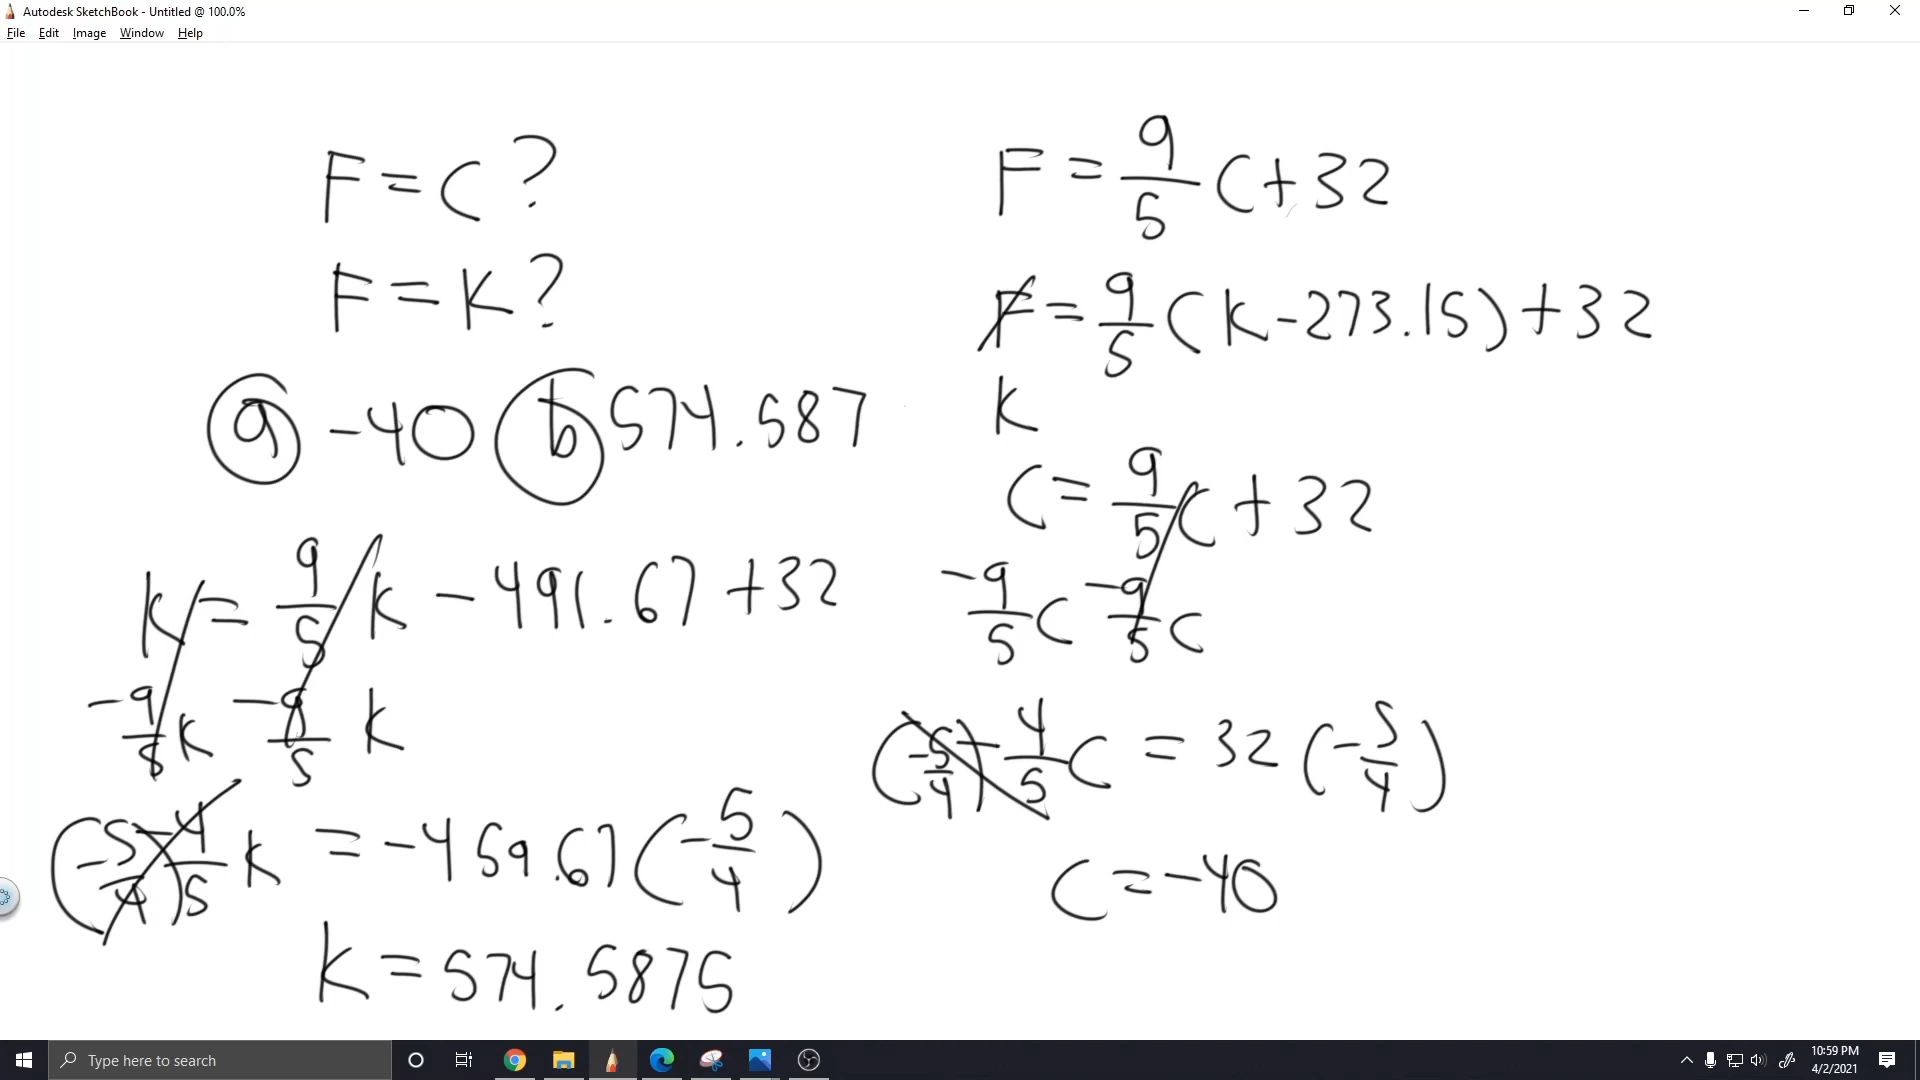 Autodesk SketchBook - Untitled @ 100.0%
File Edit Image Window Help
F = C ?
F = K ?
a -40 b 574.587
K = 9/5 K - 491.67 + 32
-9/5 K -9/5 K
(-5/4) -4/5 K = -459.67 (-5/4)
K = 574.5875
F = 9/5 C + 32
F = 9/5 (K - 273.15) + 32
K
C = 9/5 C + 32
-9/5 C -9/5 C
(-5/4) -4/5 C = 32 (-5/4)
C = -40
Type here to search
10:59 PM
4/2/2021